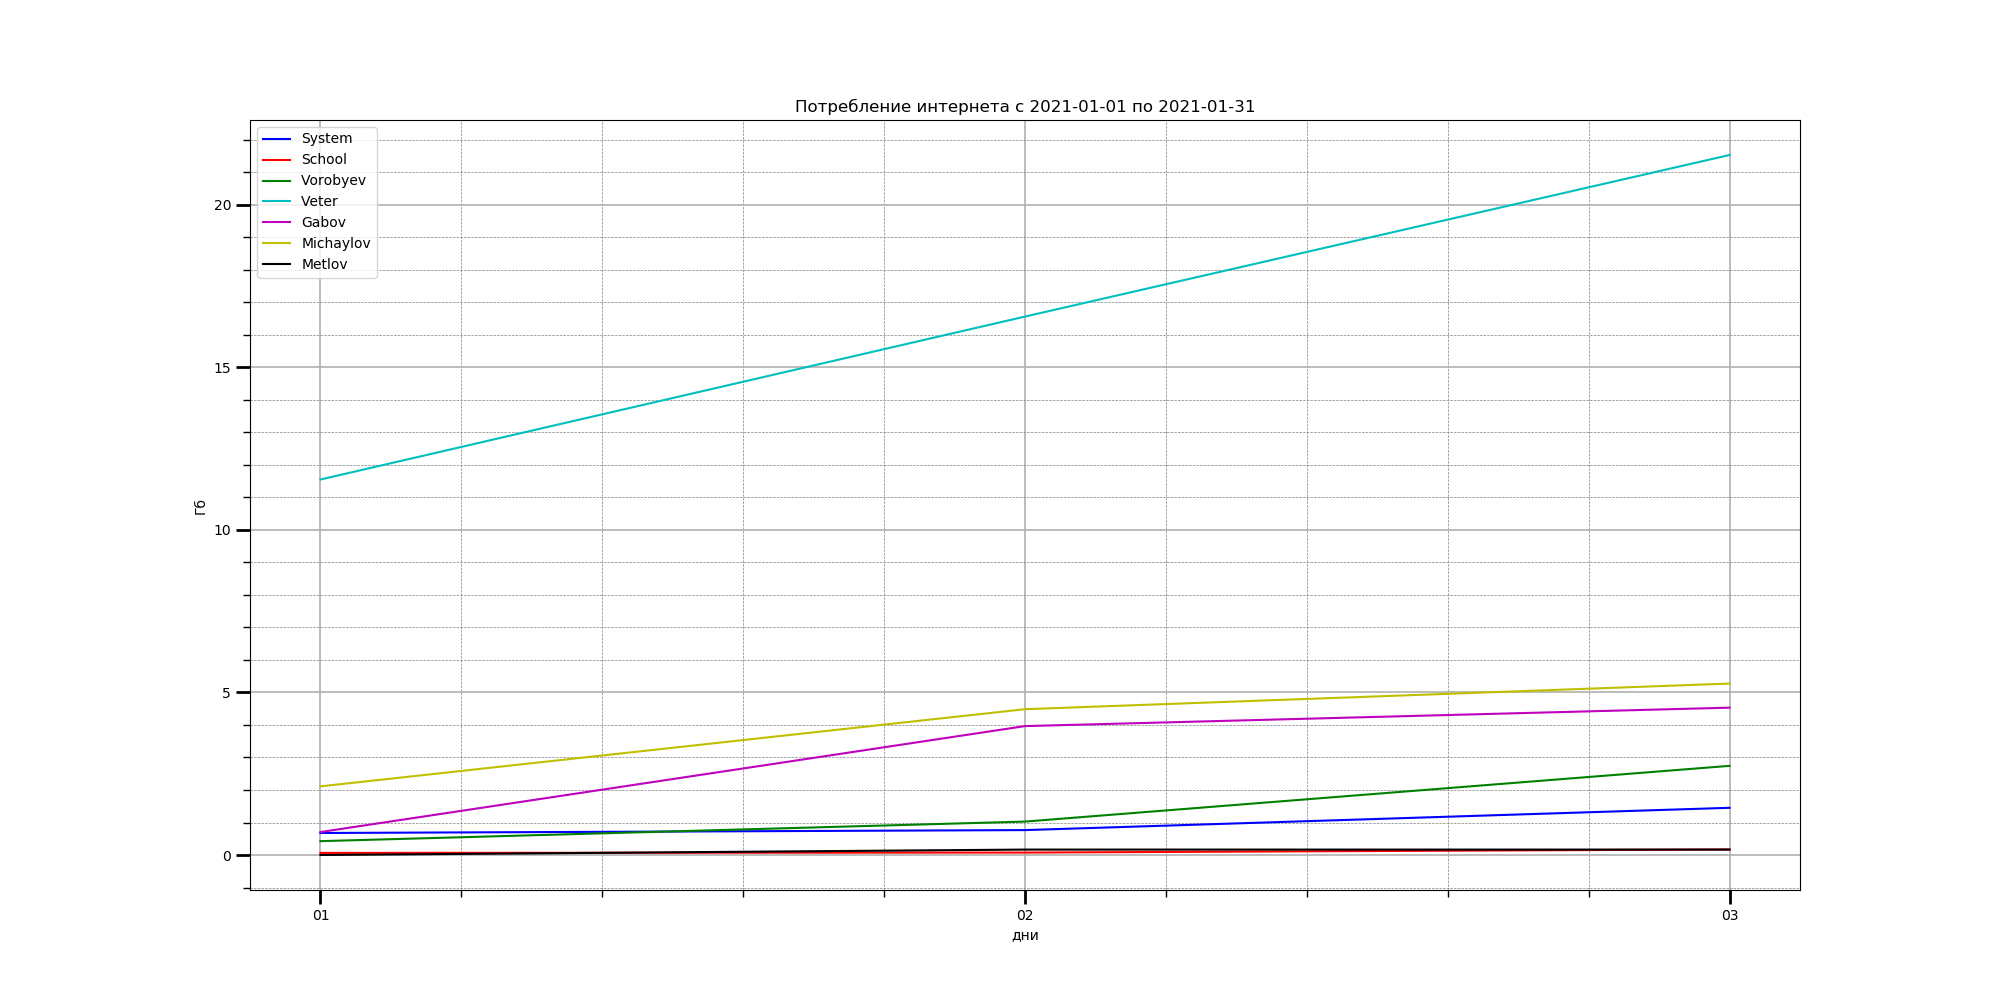 Потребление интернета с 2021-01-01 по 2021-01-31
System
School
Vorobyev
Veter
Gabov
Michaylov
Metlov
20
15
10
5
0
Гб
01
02
03
дни